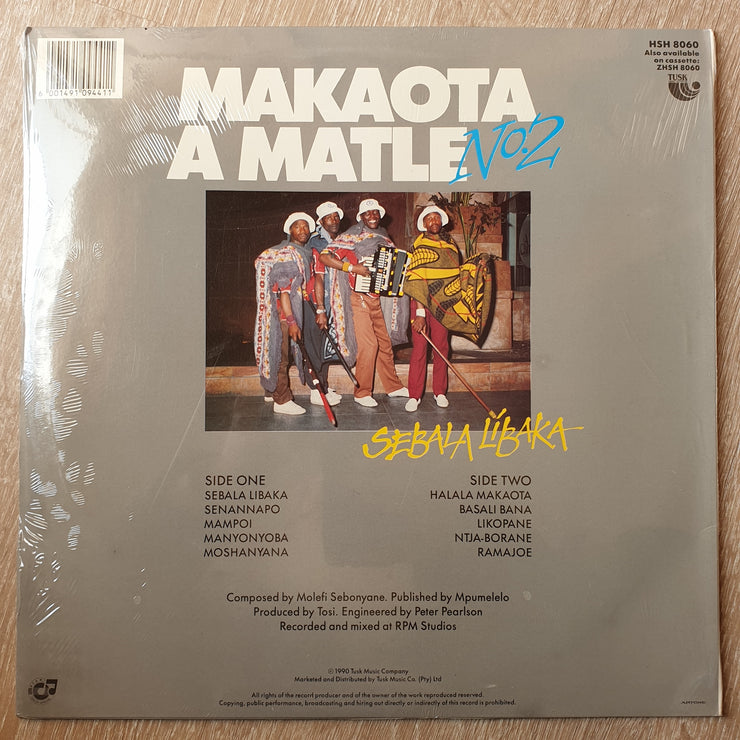 6 001491 094411
HSH 8060
Also available
on cassette:
ZHSH 8060
TUSK
MAKAOTA
A MATLE No.2
SEBALA LIBAKA
SIDE ONE
SEBALA LIBAKA
SENANNAPO
MAMPOI
MANYONYOBA
MOSHANYANA
SIDE TWO
HALALA MAKAOTA
BASALI BANA
LIKOPANE
NTJA-BORANE
RAMAJOE
Composed by Molefi Sebonyane. Published by Mpumelelo
Produced by Tosi. Engineered by Peter Pearlson
Recorded and mixed at RPM Studios
℗ 1990 Tusk Music Company
Marketed and Distributed by Tusk Music Co. (Pty) Ltd
All rights of the record producer and of the owner of the work reproduced reserved.
Copying, public performance, broadcasting and hiring out directly or indirectly of this record is prohibited.